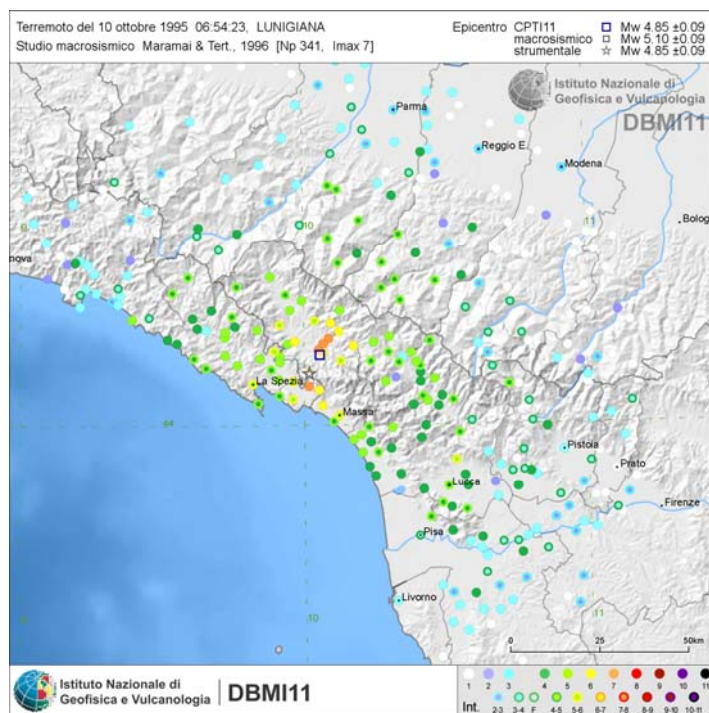 Terremoto del 10 ottobre 1995 06:54:23, LUNIGIANA
Studio macrosismico Maramai & Tert., 1996 [Np 341, Imax 7]
Epicentro CPTI11 Mw 4.85 ±0.09
macrosismico Mw 5.10 ±0.09
strumentale Mw 4.85 ±0.09
Istituto Nazionale di
Geofisica e Vulcanologia
DBMI11
Parma
Reggio E.
Modena
Bolog
10
11
nova
La Spezia
Massa
44
Pistoia
Prato
Lucca
Firenze
Pisa
Livorno
10
11
0 25 50km
Istituto Nazionale di
Geofisica e Vulcanologia
DBMI11
1 2 3 4 5 6 7 8 9 10 11
Int. 2-3 3-4 F 4-5 5-6 6-7 7-8 8-9 9-10 10-11